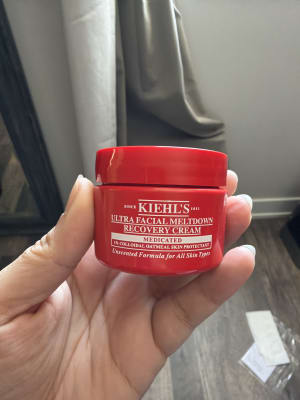 SINCE KIEHL'S 1851
ULTRA FACIAL MELTDOWN
RECOVERY CREAM
MEDICATED
1% COLLOIDAL OATMEAL SKIN PROTECTANT
Unscented Formula for All Skin Types